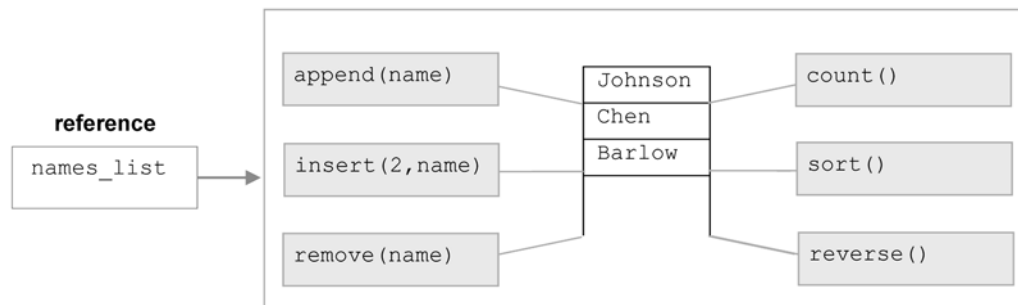 reference
names_list
append(name)
insert(2,name)
remove(name)
Johnson
Chen
Barlow
count()
sort()
reverse()